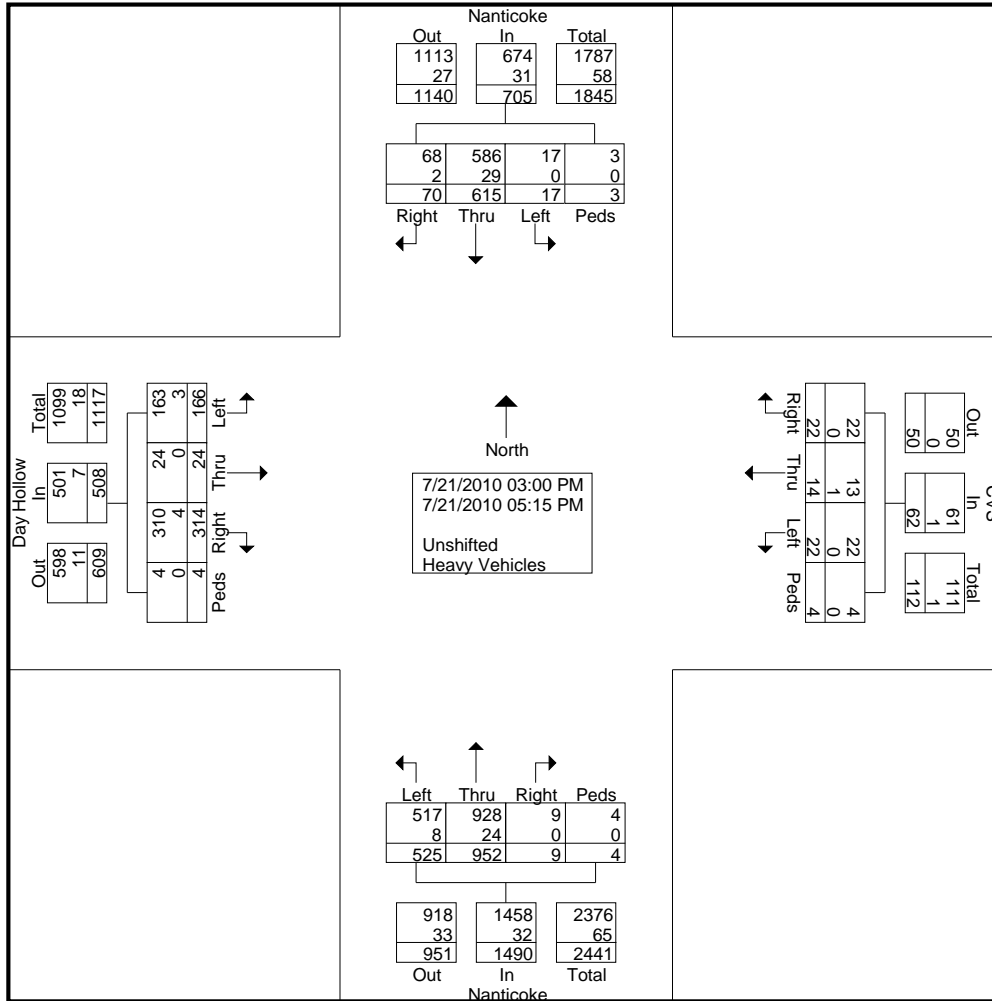 Nanticoke
Out In Total
1113 674 1787
27 31 58
1140 705 1845
68 586 17 3
2 29 0 0
70 615 17 3
Right Thru Left Peds
Day Hollow
Total In Out
1099 501 598
18 7 11
1117 508 609
163 24 310 4
3 0 4 0
166 24 314 4
Left Thru Right Peds
North
7/21/2010 03:00 PM
7/21/2010 05:15 PM
Unshifted
Heavy Vehicles
Right Thru Left Peds
22 14 22 4
0 1 0 0
22 13 22 4
50 62 112
0 1 1
50 61 111
Out In Total
Left Thru Right Peds
517 928 9 4
8 24 0 0
525 952 9 4
918 1458 2376
33 32 65
951 1490 2441
Out In Total
Nanticoke